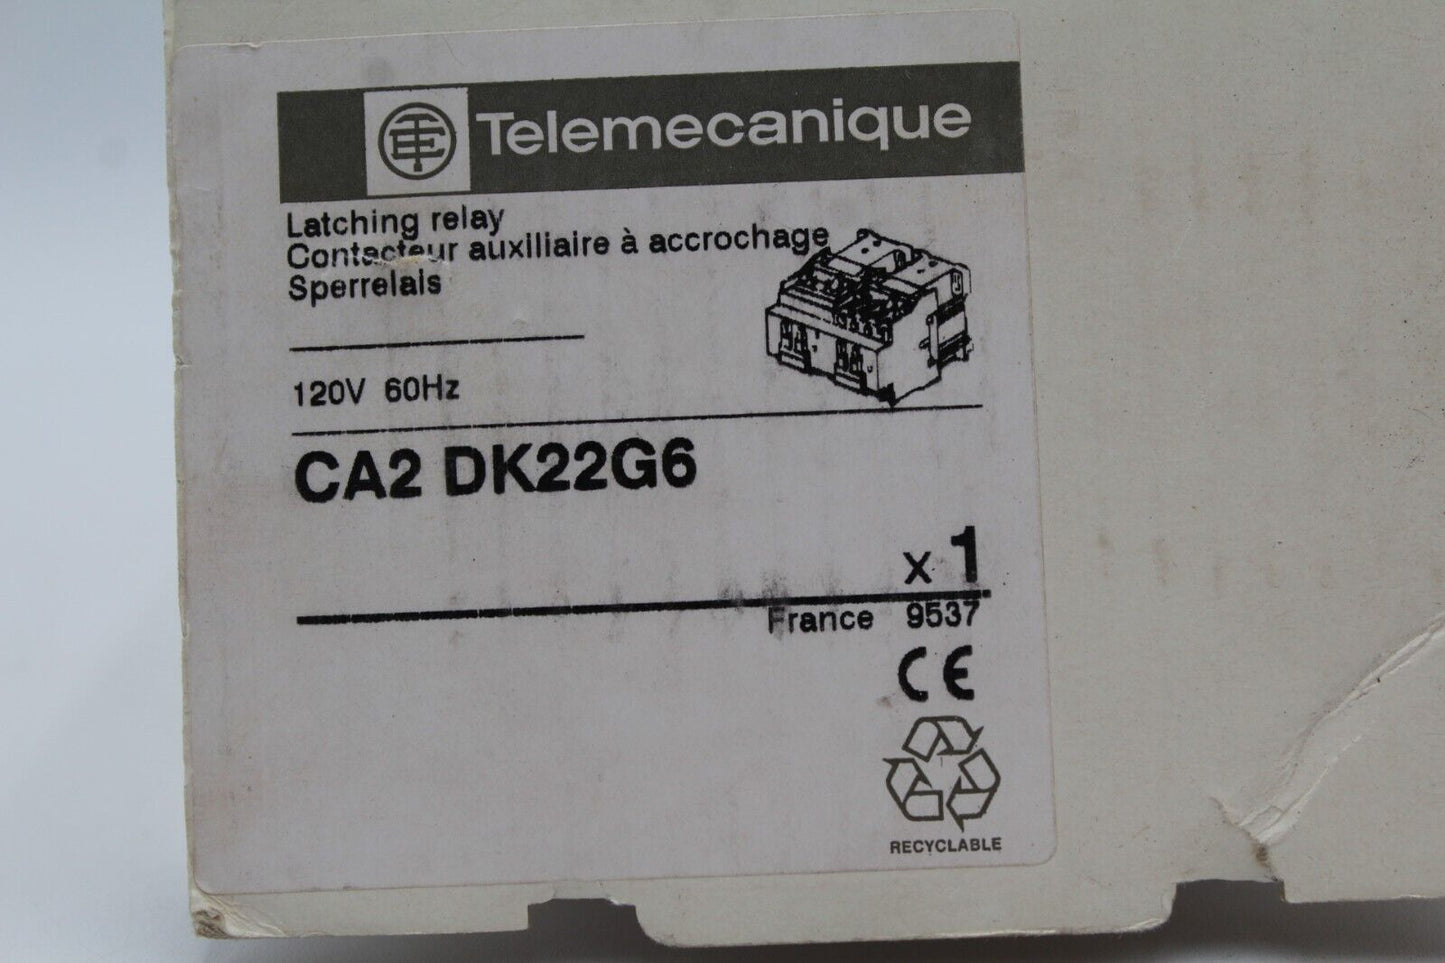 Telemecanique
Latching relay
Contacteur auxiliaire à accrochage
Sperrelais
120V 60Hz
CA2 DK22G6
x 1
France 9537
CE
RECYCLABLE